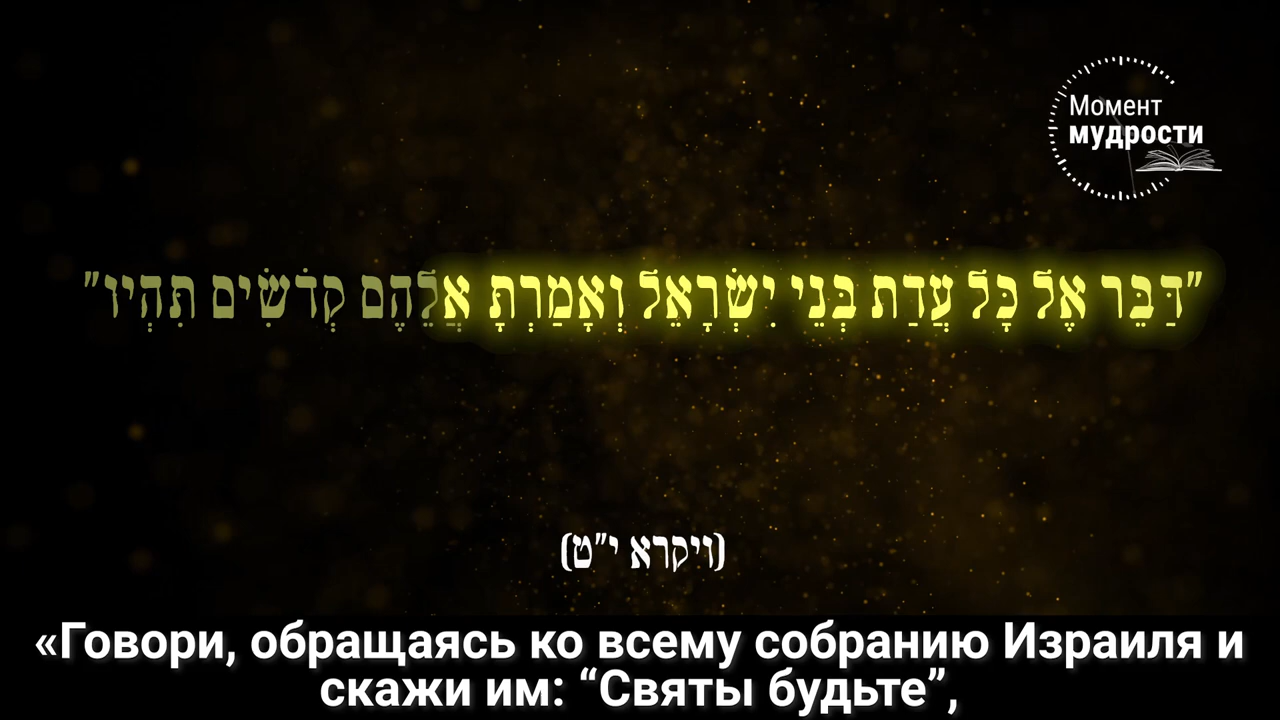 Момент
мудрости
"דַּבֵּר אֶל כָּל עֲדַת בְּנֵי יִשְׂרָאֵל וְאָמַרְתָּ אֲלֵהֶם קְדֹשִׁים תִּהְיוּ"
(ויקרא י"ט)
«Говори, обращаясь ко всему собранию Израиля и
скажи им: “Святы будьте”,